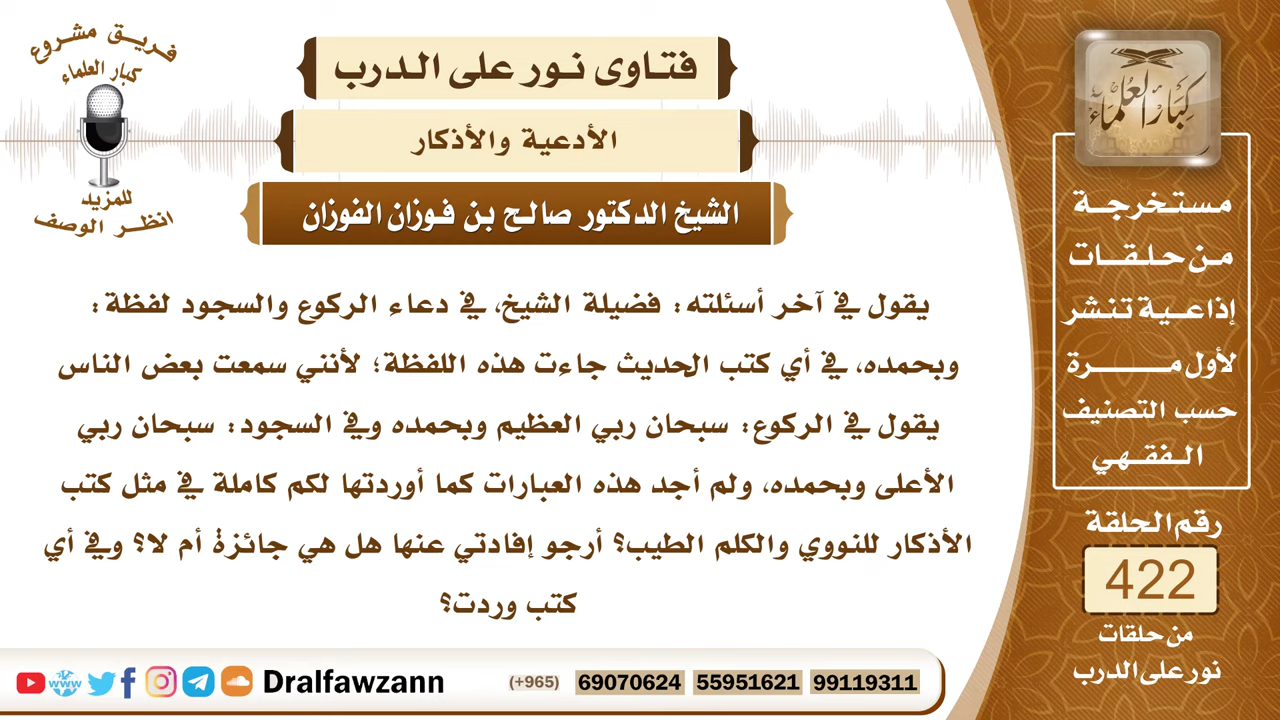 فريق مشروع
كبار العلماء
للمزيد
انظر الوصف
فتاوى نور على الدرب
الأدعية والأذكار
الشيخ الدكتور صالح بن فوزان الفوزان
يقول في آخر أسئلته: فضيلة الشيخ، في دعاء الركوع والسجود لفظة:
وبحمده، في أي كتب الحديث جاءت هذه اللفظة؛ لأنني سمعت بعض الناس
يقول في الركوع: سبحان ربي العظيم وبحمده وفي السجود: سبحان ربي
الأعلى وبحمده، ولم أجد هذه العبارات كما أوردتها لكم كاملة في مثل كتب
الأذكار للنووي والكلم الطيب؟ أرجو إفادتي عنها هل هي جائزةٌ أم لا؟ وفي أي
كتب وردت؟
كبار العلماء
مستخرجة
من حلقات
إذاعية تنشر
لأول مرة
حسب التصنيف
الفقهي
رقم الحلقة
422
من حلقات
نور على الدرب
www
Dralfawzann
(+965) 69070624 55951621 99119311